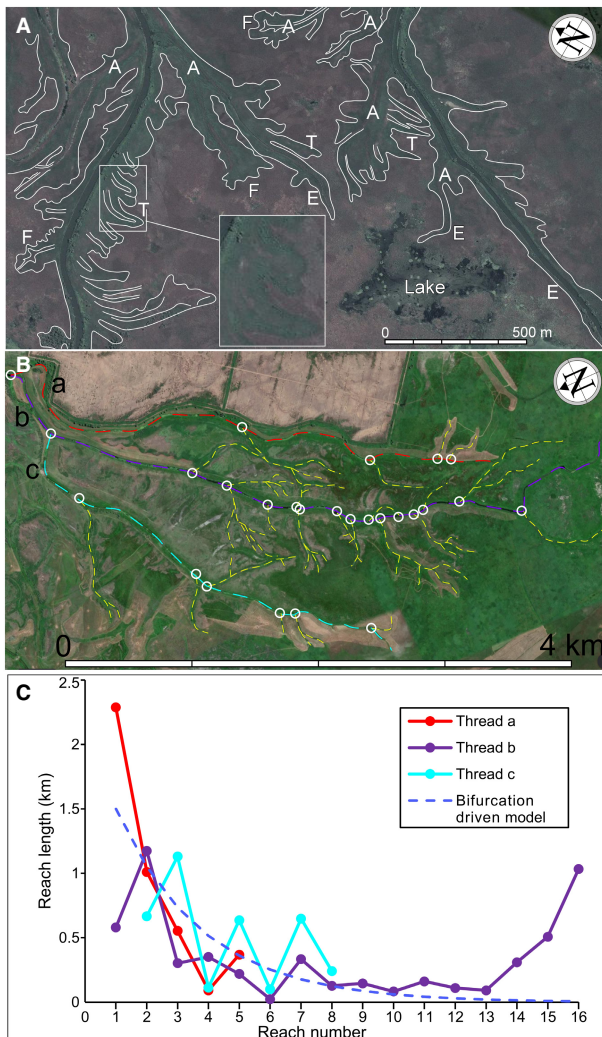 A
N
F
A
A
A
A
T
T
A
F
E
E
T
F
E
Lake
0
500 m
B
N
a
b
c
0
4 km
C
2.5
2
1.5
1
0.5
0
Reach length (km)
Thread a
Thread b
Thread c
Bifurcation
driven model
1 2 3 4 5 6 7 8 9 10 11 12 13 14 15 16
Reach number